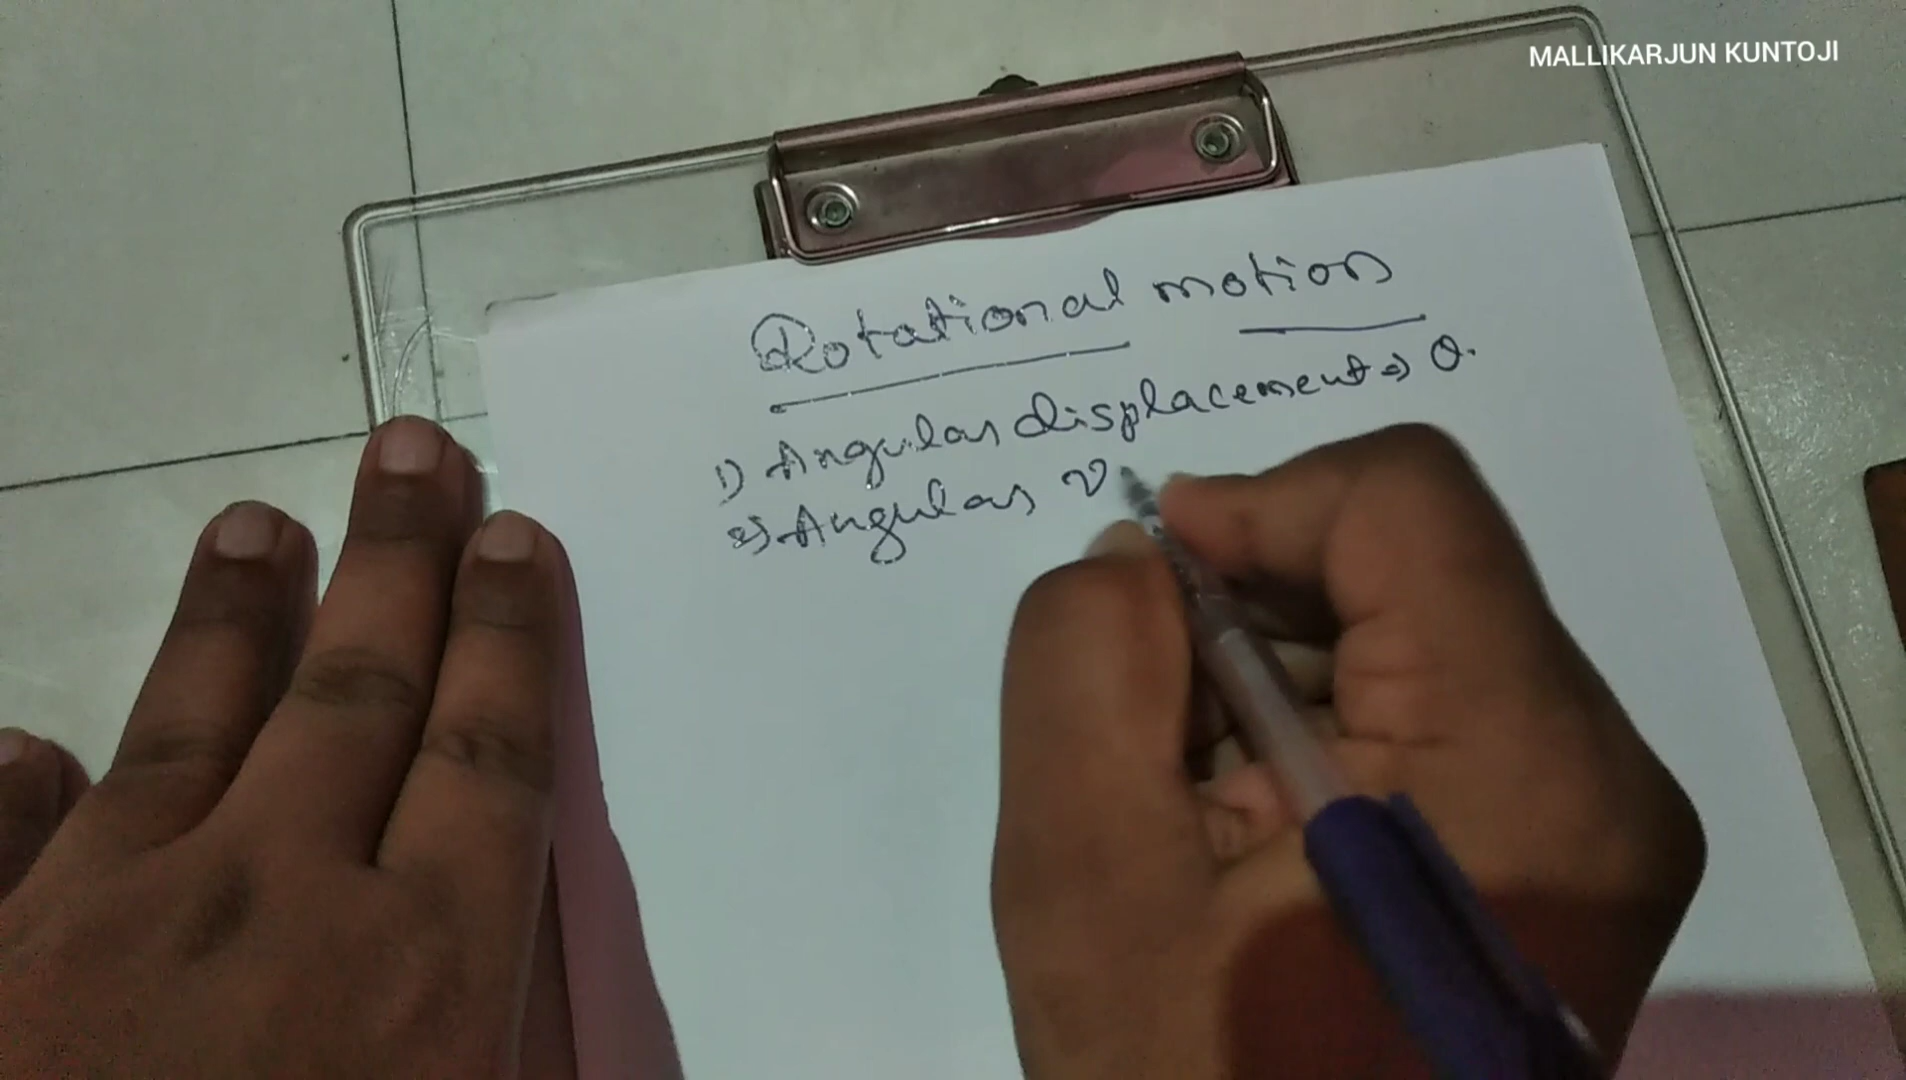 MALLIKARJUN KUNTOJI
Rotational motion
1) Angular displacement ⇒ θ.
2) Angular v